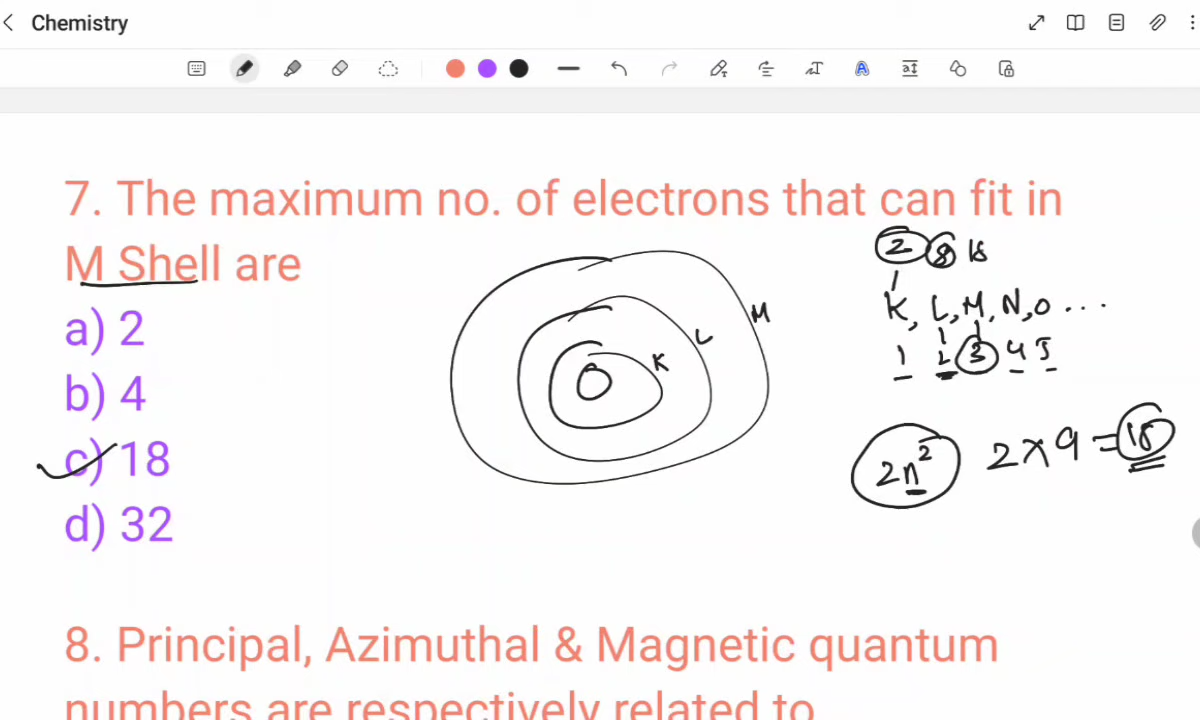 Chemistry
7. The maximum no. of electrons that can fit in
M Shell are
a) 2
b) 4
c) 18
d) 32
2 8 18
K, L, M, N, O ...
1 2 3 4 5
K L M
2n² 2×9=18
8. Principal, Azimuthal & Magnetic quantum
numbers are respectively related to